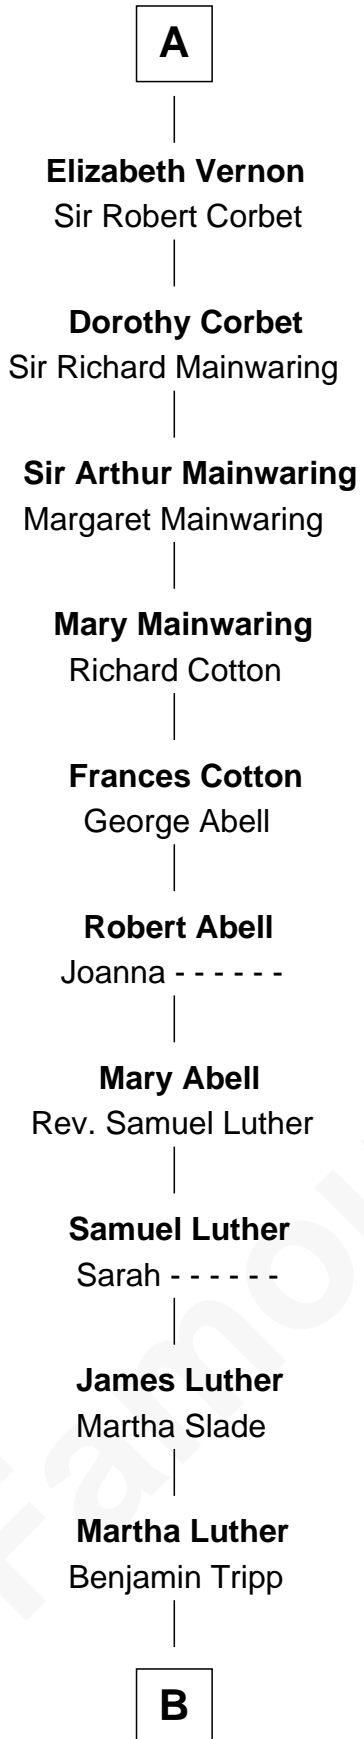 A
Elizabeth Vernon
Sir Robert Corbet
Dorothy Corbet
Sir Richard Mainwaring
Sir Arthur Mainwaring
Margaret Mainwaring
Mary Mainwaring
Richard Cotton
Frances Cotton
George Abell
Robert Abell
Joanna - - - - - -
Mary Abell
Rev. Samuel Luther
Samuel Luther
Sarah - - - - - -
James Luther
Martha Slade
Martha Luther
Benjamin Tripp
B
Famou